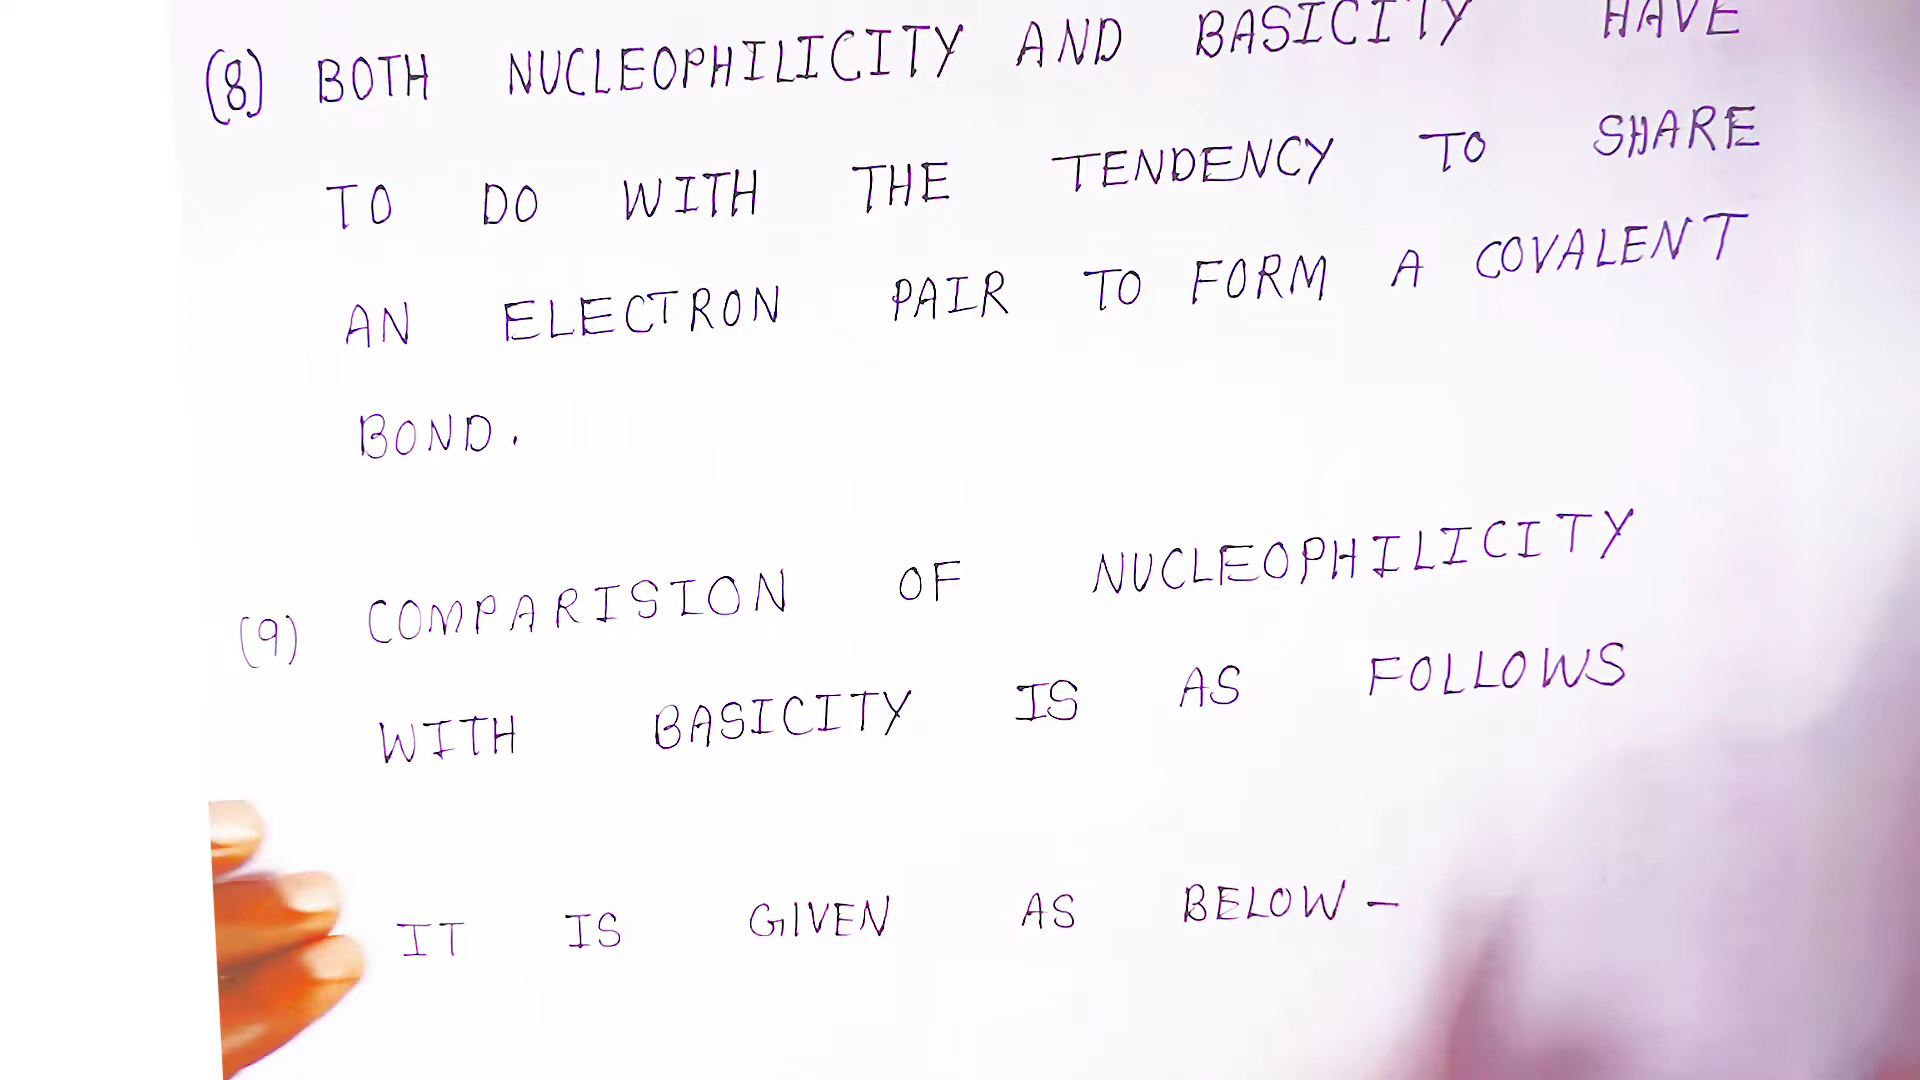 (8) BOTH NUCLEOPHILICITY AND BASICITY HAVE
TO DO WITH THE TENDENCY TO SHARE
AN ELECTRON PAIR TO FORM A COVALENT
BOND.
(9) COMPARISION OF NUCLEOPHILICITY
WITH BASICITY IS AS FOLLOWS
IT IS GIVEN AS BELOW -